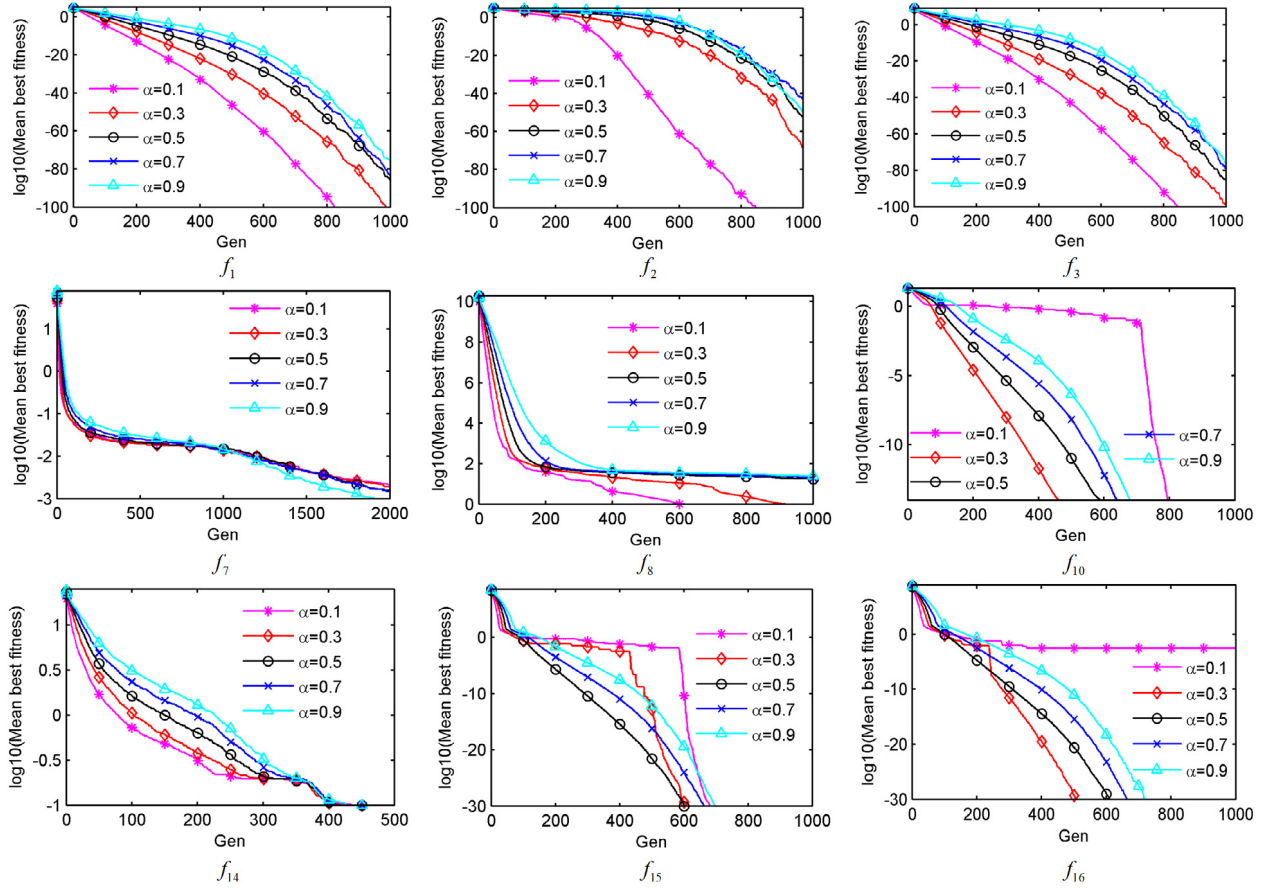 log10(Mean best fitness)
0
-20
-40
-60
-80
-100
0 200 400 600 800 1000
Gen
α=0.1
α=0.3
α=0.5
α=0.7
α=0.9
f1
log10(Mean best fitness)
0
-20
-40
-60
-80
-100
0 200 400 600 800 1000
Gen
α=0.1
α=0.3
α=0.5
α=0.7
α=0.9
f2
log10(Mean best fitness)
0
-20
-40
-60
-80
-100
0 200 400 600 800 1000
Gen
α=0.1
α=0.3
α=0.5
α=0.7
α=0.9
f3
log10(Mean best fitness)
1
0
-1
-2
-3
0 500 1000 1500 2000
Gen
α=0.1
α=0.3
α=0.5
α=0.7
α=0.9
f7
log10(Mean best fitness)
10
8
6
4
2
0
0 200 400 600 800 1000
Gen
α=0.1
α=0.3
α=0.5
α=0.7
α=0.9
f8
log10(Mean best fitness)
0
-5
-10
0 200 400 600 800 1000
Gen
α=0.1
α=0.3
α=0.5
α=0.7
α=0.9
f10
log10(Mean best fitness)
1
0.5
0
-0.5
-1
0 100 200 300 400 500
Gen
α=0.1
α=0.3
α=0.5
α=0.7
α=0.9
f14
log10(Mean best fitness)
0
-10
-20
-30
0 200 400 600 800 1000
Gen
α=0.1
α=0.3
α=0.5
α=0.7
α=0.9
f15
log10(Mean best fitness)
0
-10
-20
-30
0 200 400 600 800 1000
Gen
α=0.1
α=0.3
α=0.5
α=0.7
α=0.9
f16